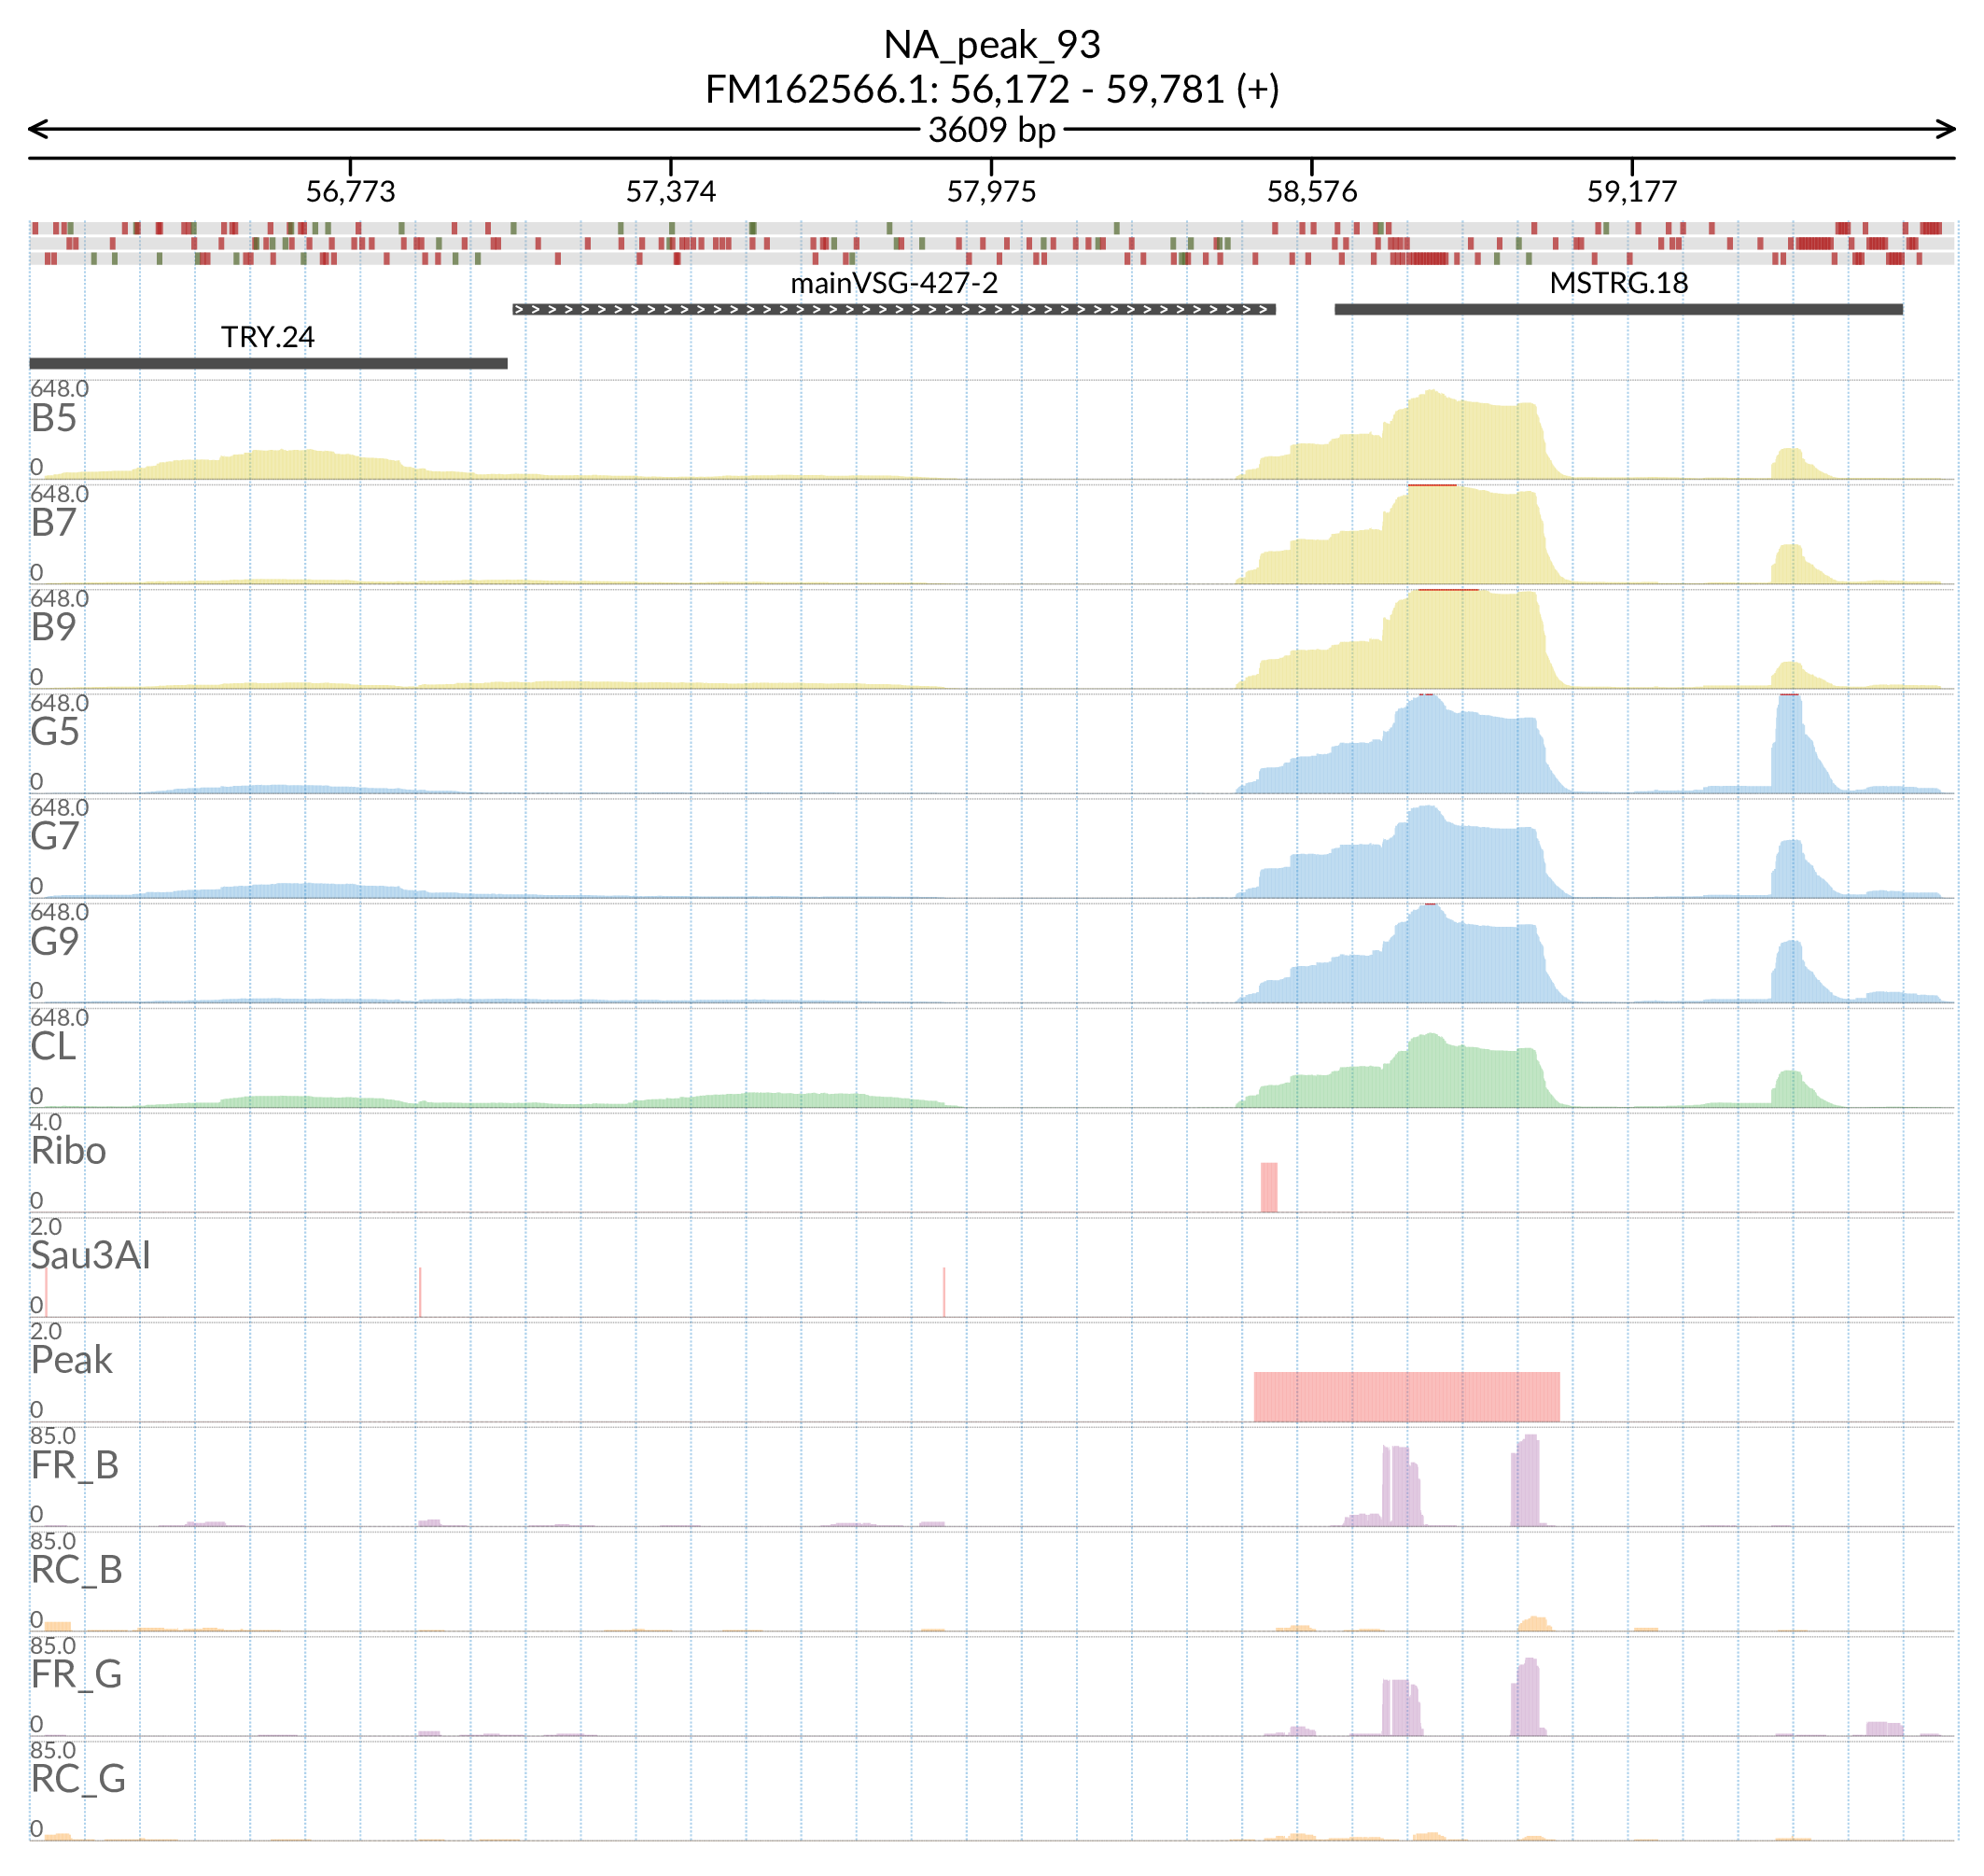 NA_peak_93
FM162566.1: 56,172 - 59,781 (+)
3609 bp
56,773 57,374 57,975 58,576 59,177
mainVSG-427-2 MSTRG.18
TRY.24
648.0
B5
0
648.0
B7
0
648.0
B9
0
648.0
G5
0
648.0
G7
0
648.0
G9
0
648.0
CL
0
4.0
Ribo
0
2.0
Sau3AI
0
2.0
Peak
0
85.0
FR_B
0
85.0
RC_B
0
85.0
FR_G
0
85.0
RC_G
0